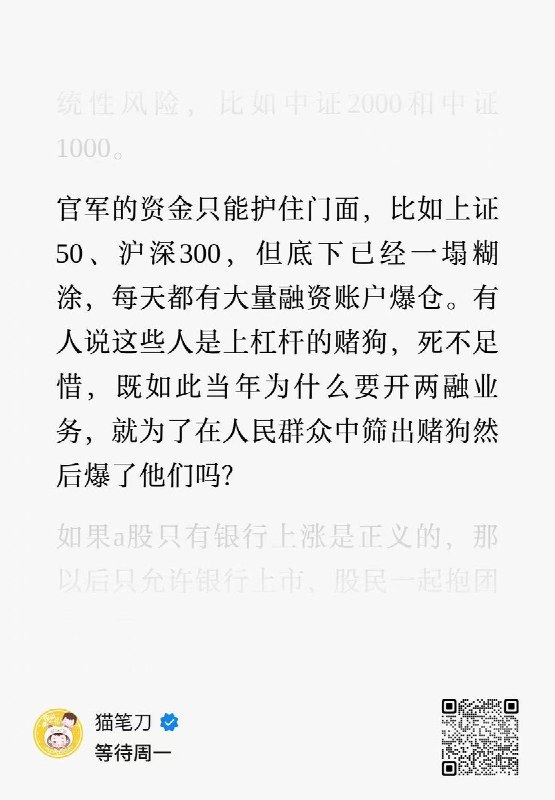 统性风险，比如中证2000和中证
1000。
官军的资金只能护住门面，比如上证
50、沪深300，但底下已经一塌糊
涂，每天都有大量融资账户爆仓。有
人说这些人是上杠杆的赌狗，死不足
惜，既如此当年为什么要开两融业
务，就为了在人民群众中筛出赌狗然
后爆了他们吗？
如果a股只有银行上涨是正义的，那
以后只允许银行上市，股民一起抱团
猫笔刀
等待周一